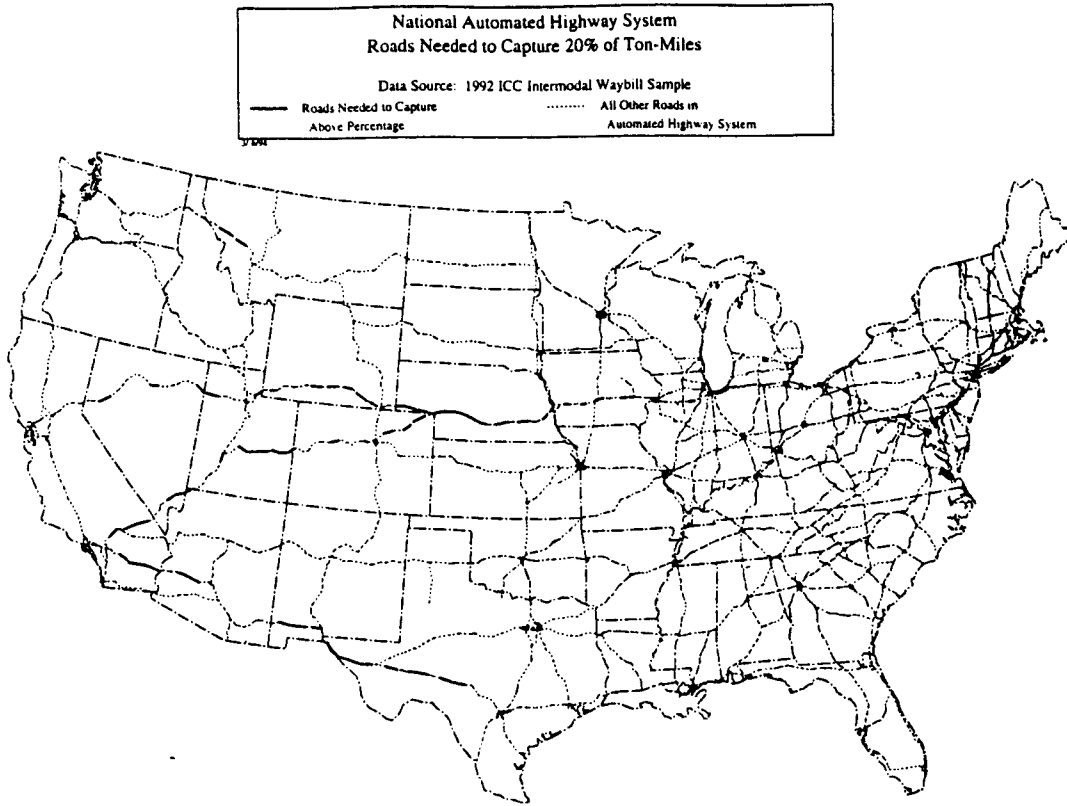 National Automated Highway System
Roads Needed to Capture 20% of Ton-Miles
Data Source: 1992 ICC Intermodal Waybill Sample
Roads Needed to Capture
Above Percentage
All Other Roads in
Automated Highway System